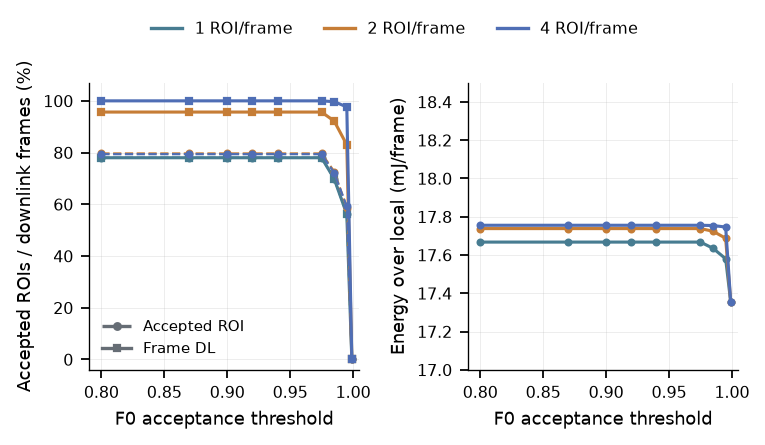 1 ROI/frame 2 ROI/frame 4 ROI/frame
Accepted ROIs / downlink frames (%)
100
80
60
40
20
0
Accepted ROI
Frame DL
0.80 0.85 0.90 0.95 1.00
F0 acceptance threshold
Energy over local (mJ/frame)
18.4
18.2
18.0
17.8
17.6
17.4
17.2
17.0
0.80 0.85 0.90 0.95 1.00
F0 acceptance threshold